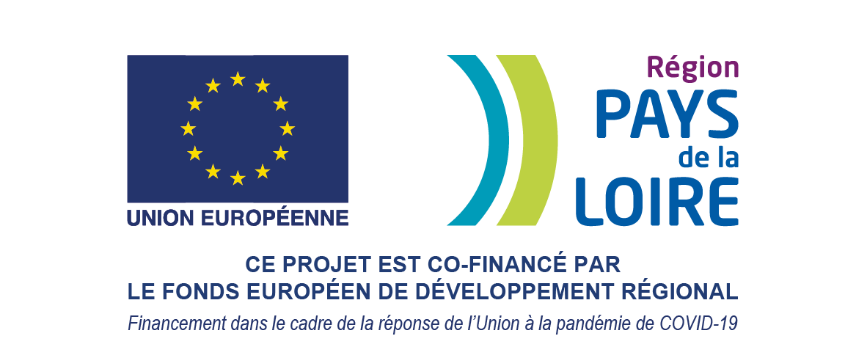 UNION EUROPÉENNE
Région
PAYS
de la
LOIRE
CE PROJET EST CO-FINANCÉ PAR
LE FONDS EUROPÉEN DE DÉVELOPPEMENT RÉGIONAL
Financement dans le cadre de la réponse de l'Union à la pandémie de COVID-19